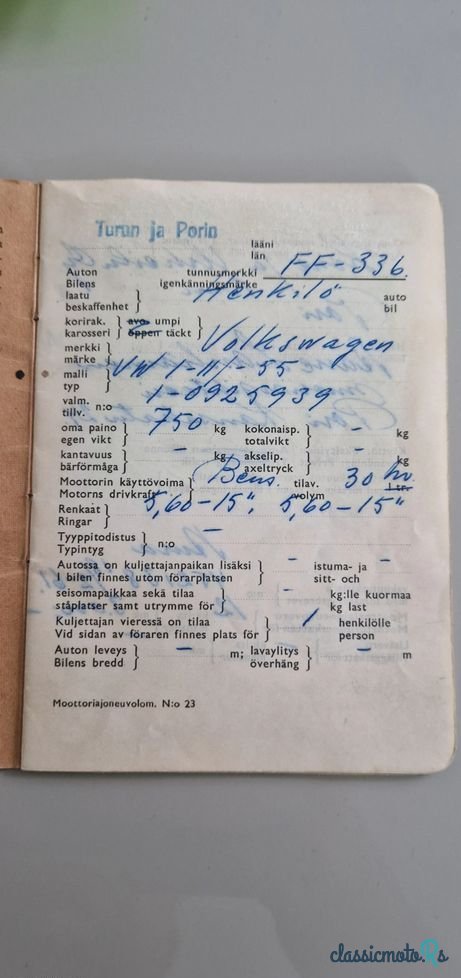 Turun ja Porin
lääni
län
Auton tunnusmerkki FF-336.
Bilens igenkänningsmärke
laatu Henkilö auto
beskaffenhet bil
korirak. avo- umpi
karosseri öppen täckt
merkki Volkswagen
märke
malli VW 1-11/-55
typ
valm. n:o 1-0925939
tillv.
oma paino 750 kg kokonaisp. - kg
egen vikt totalvikt
kantavuus - kg akselip. - kg
bärförmåga axeltryck
Moottorin käyttövoima Bens. tilav. 30 hv.
Motorns drivkraft volym l tr.
Renkaat 5,60-15", 5,60-15"
Ringar
Tyyppitodistus n:o -
Typintyg
Autossa on kuljettajanpaikan lisäksi - istuma- ja
I bilen finnes utom förarplatsen sitt- och
seisomapaikkaa sekä tilaa - kg:lle kuormaa
ståplatser samt utrymme för kg last
Kuljettajan vieressä on tilaa 1 henkilölle
Vid sidan av föraren finnes plats för person
Auton leveys - m; lavaylitys - m
Bilens bredd överhäng
Moottoriajoneuvolom. N:o 23
classicmoto.rs